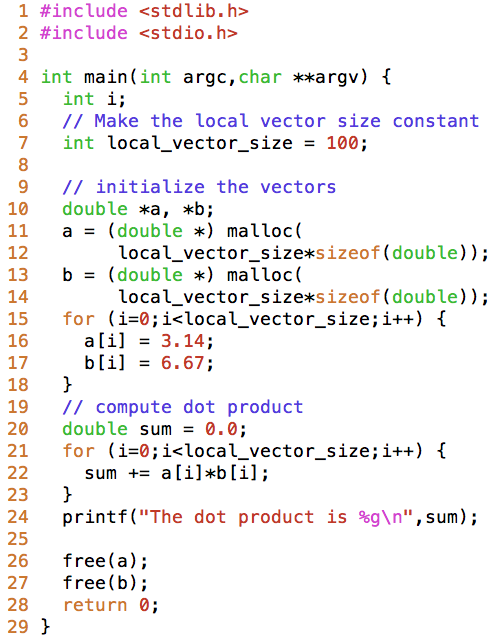 1 #include <stdlib.h>
2 #include <stdio.h>
3
4 int main(int argc,char **argv) {
5   int i;
6   // Make the local vector size constant
7   int local_vector_size = 100;
8
9   // initialize the vectors
10   double *a, *b;
11   a = (double *) malloc(
12        local_vector_size*sizeof(double));
13   b = (double *) malloc(
14        local_vector_size*sizeof(double));
15   for (i=0;i<local_vector_size;i++) {
16     a[i] = 3.14;
17     b[i] = 6.67;
18   }
19   // compute dot product
20   double sum = 0.0;
21   for (i=0;i<local_vector_size;i++) {
22     sum += a[i]*b[i];
23   }
24   printf("The dot product is %g\n",sum);
25
26   free(a);
27   free(b);
28   return 0;
29 }